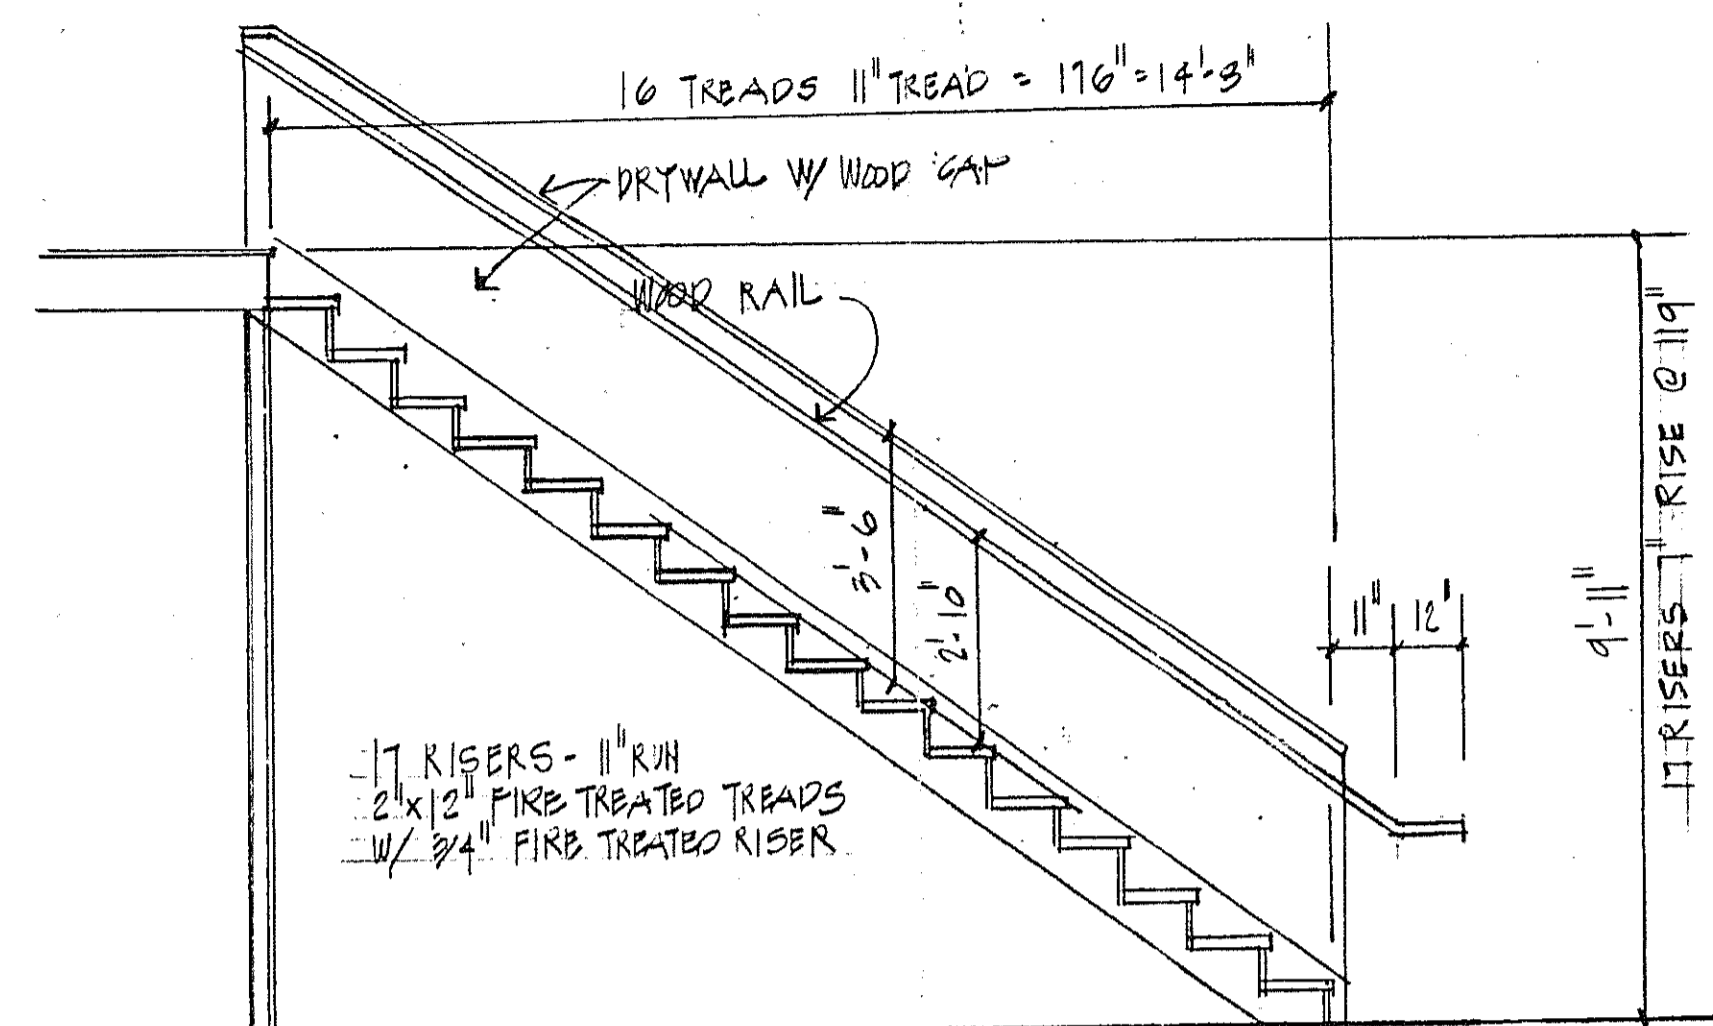 16 TREADS 11" TREAD = 176" = 14'-8"
DRYWALL W/ WOOD CAP
WOOD RAIL
3'-6"
2'-10"
11"
12"
9'-11"
17 RISERS 7" RISE @ 119"
17 RISERS - 11" RUN
2"x12" FIRE TREATED TREADS
W/ 3/4" FIRE TREATED RISER